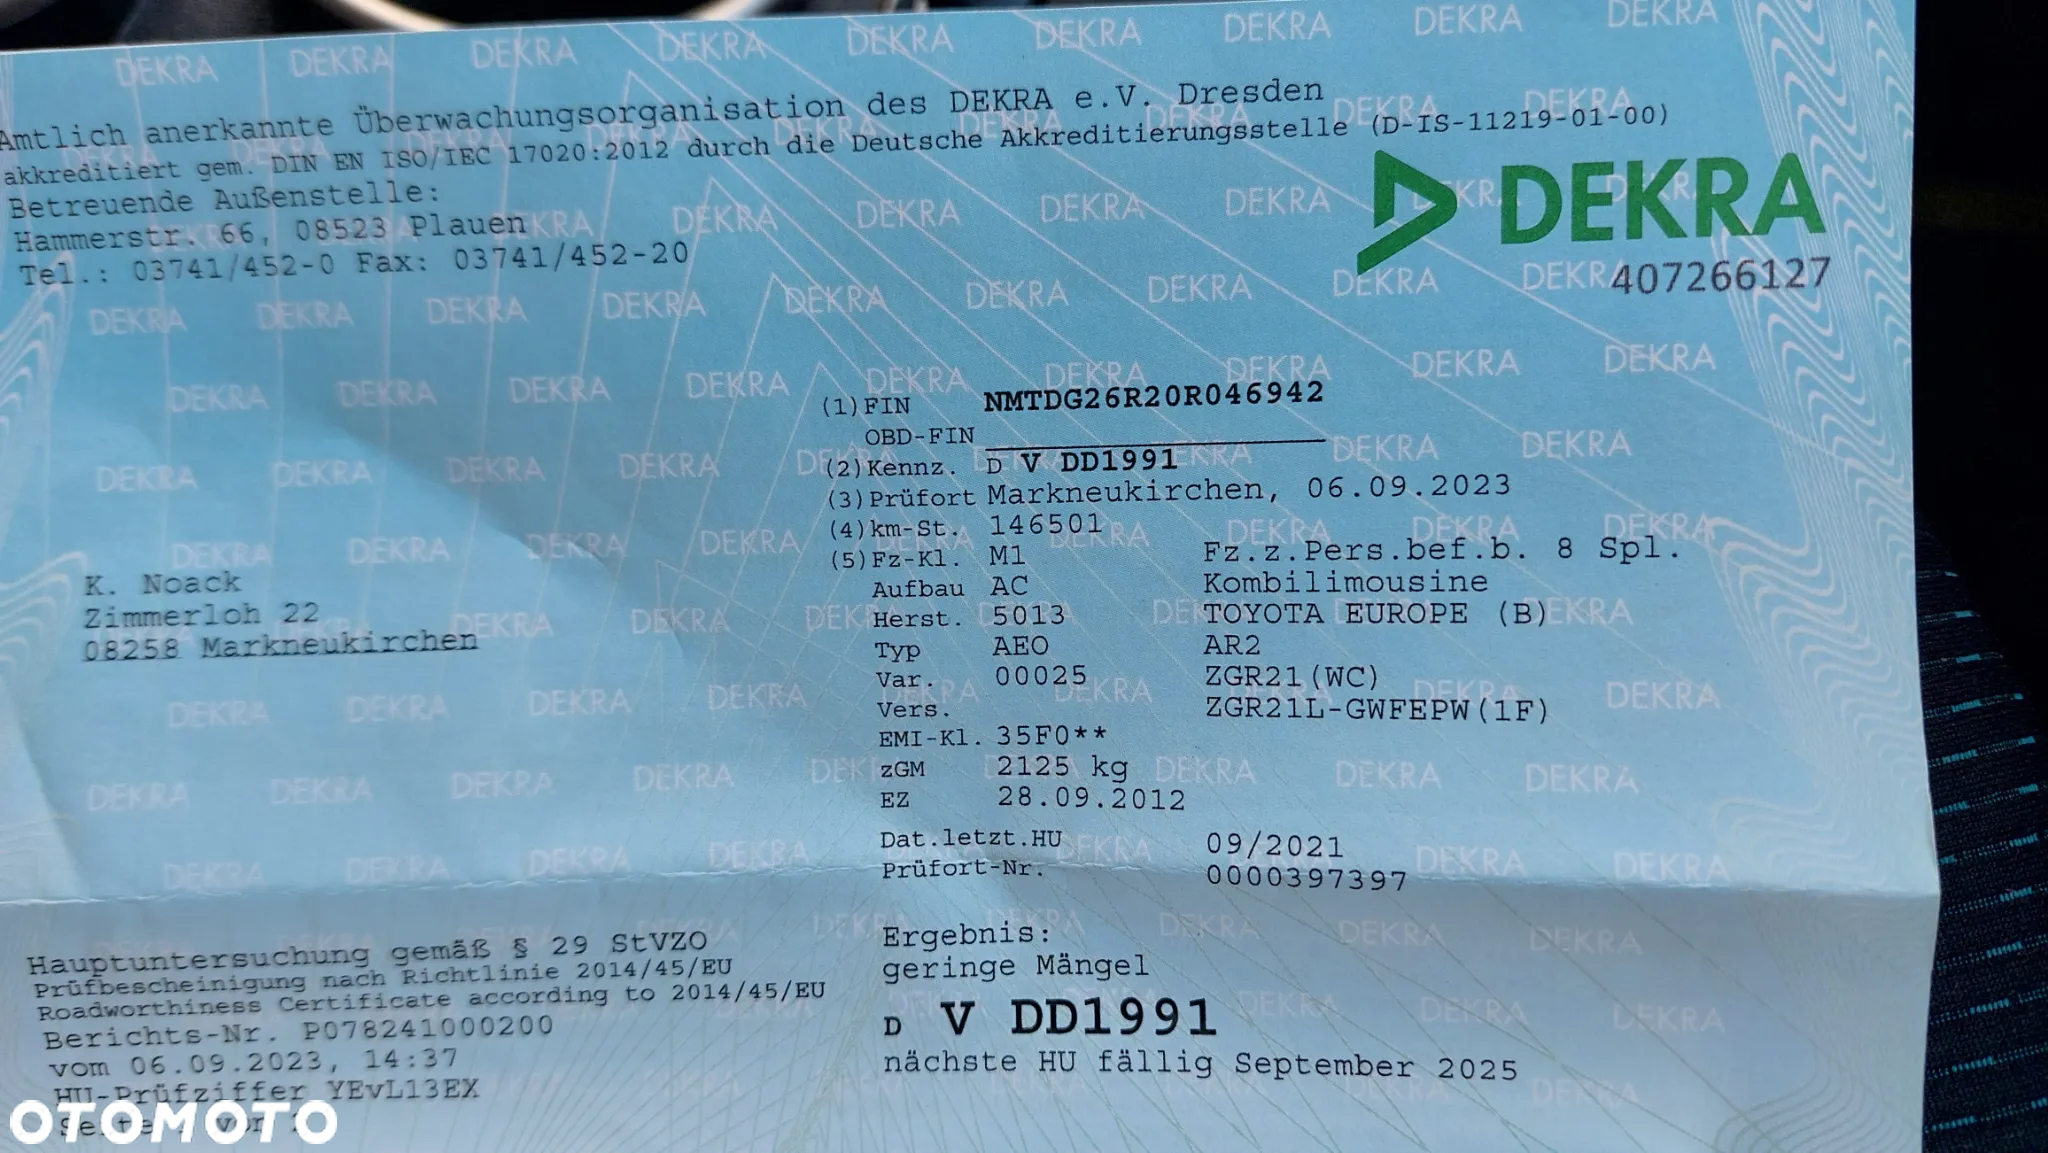 Amtlich anerkannte Überwachungsorganisation des DEKRA e.V. Dresden
akkreditiert gem. DIN EN ISO/IEC 17020:2012 durch die Deutsche Akkreditierungsstelle (D-IS-11219-01-00)
Betreuende Außenstelle:
Hammerstr. 66, 08523 Plauen
Tel.: 03741/452-0 Fax: 03741/452-20
DEKRA
407266127
(1)FIN NMTDG26R20R046942
OBD-FIN
(2)Kennz. D V DD1991
(3)Prüfort Markneukirchen, 06.09.2023
(4)km-St. 146501
(5)Fz-Kl. M1 Fz.z.Pers.bef.b. 8 Spl.
Aufbau AC Kombilimousine
Herst. 5013 TOYOTA EUROPE (B)
Typ AEO AR2
Var. 00025 ZGR21(WC)
Vers. ZGR21L-GWFEPW(1F)
EMI-Kl. 35F0**
zGM 2125 kg
EZ 28.09.2012
Dat.letzt.HU 09/2021
Prüfort-Nr. 0000397397
K. Noack
Zimmerloh 22
08258 Markneukirchen
Hauptuntersuchung gemäß § 29 StVZO
Prüfbescheinigung nach Richtlinie 2014/45/EU
Roadworthiness Certificate according to 2014/45/EU
Berichts-Nr. P078241000200
vom 06.09.2023, 14:37
HU-Prüfziffer YEvL13EX
Ergebnis:
geringe Mängel
D V DD1991
nächste HU fällig September 2025
OTOMOTO